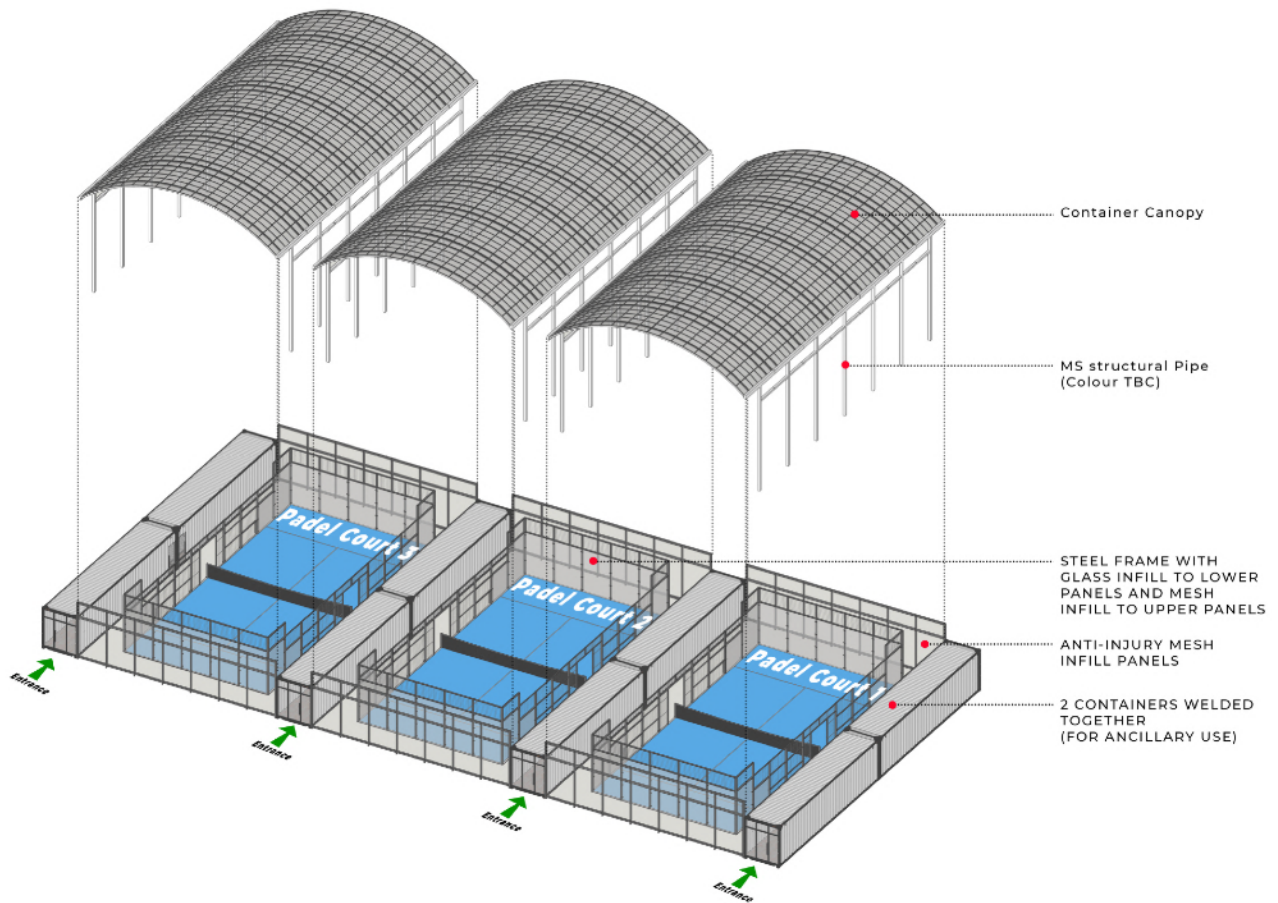 Container Canopy
MS structural Pipe
(Colour TBC)
STEEL FRAME WITH
GLASS INFILL TO LOWER
PANELS AND MESH
INFILL TO UPPER PANELS
ANTI-INJURY MESH
INFILL PANELS
2 CONTAINERS WELDED
TOGETHER
(FOR ANCILLARY USE)
Padel Court 3
Padel Court 2
Padel Court 1
Entrance
Entrance
Entrance
Entrance